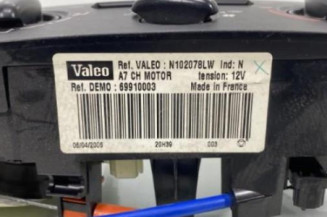 Valeo
Ref. VALEO : N102078LW Ind: N
A7 CH MOTOR tension: 12V
Ref. DEMO : 69910003 Made in France
06/04/2006 20H39 003